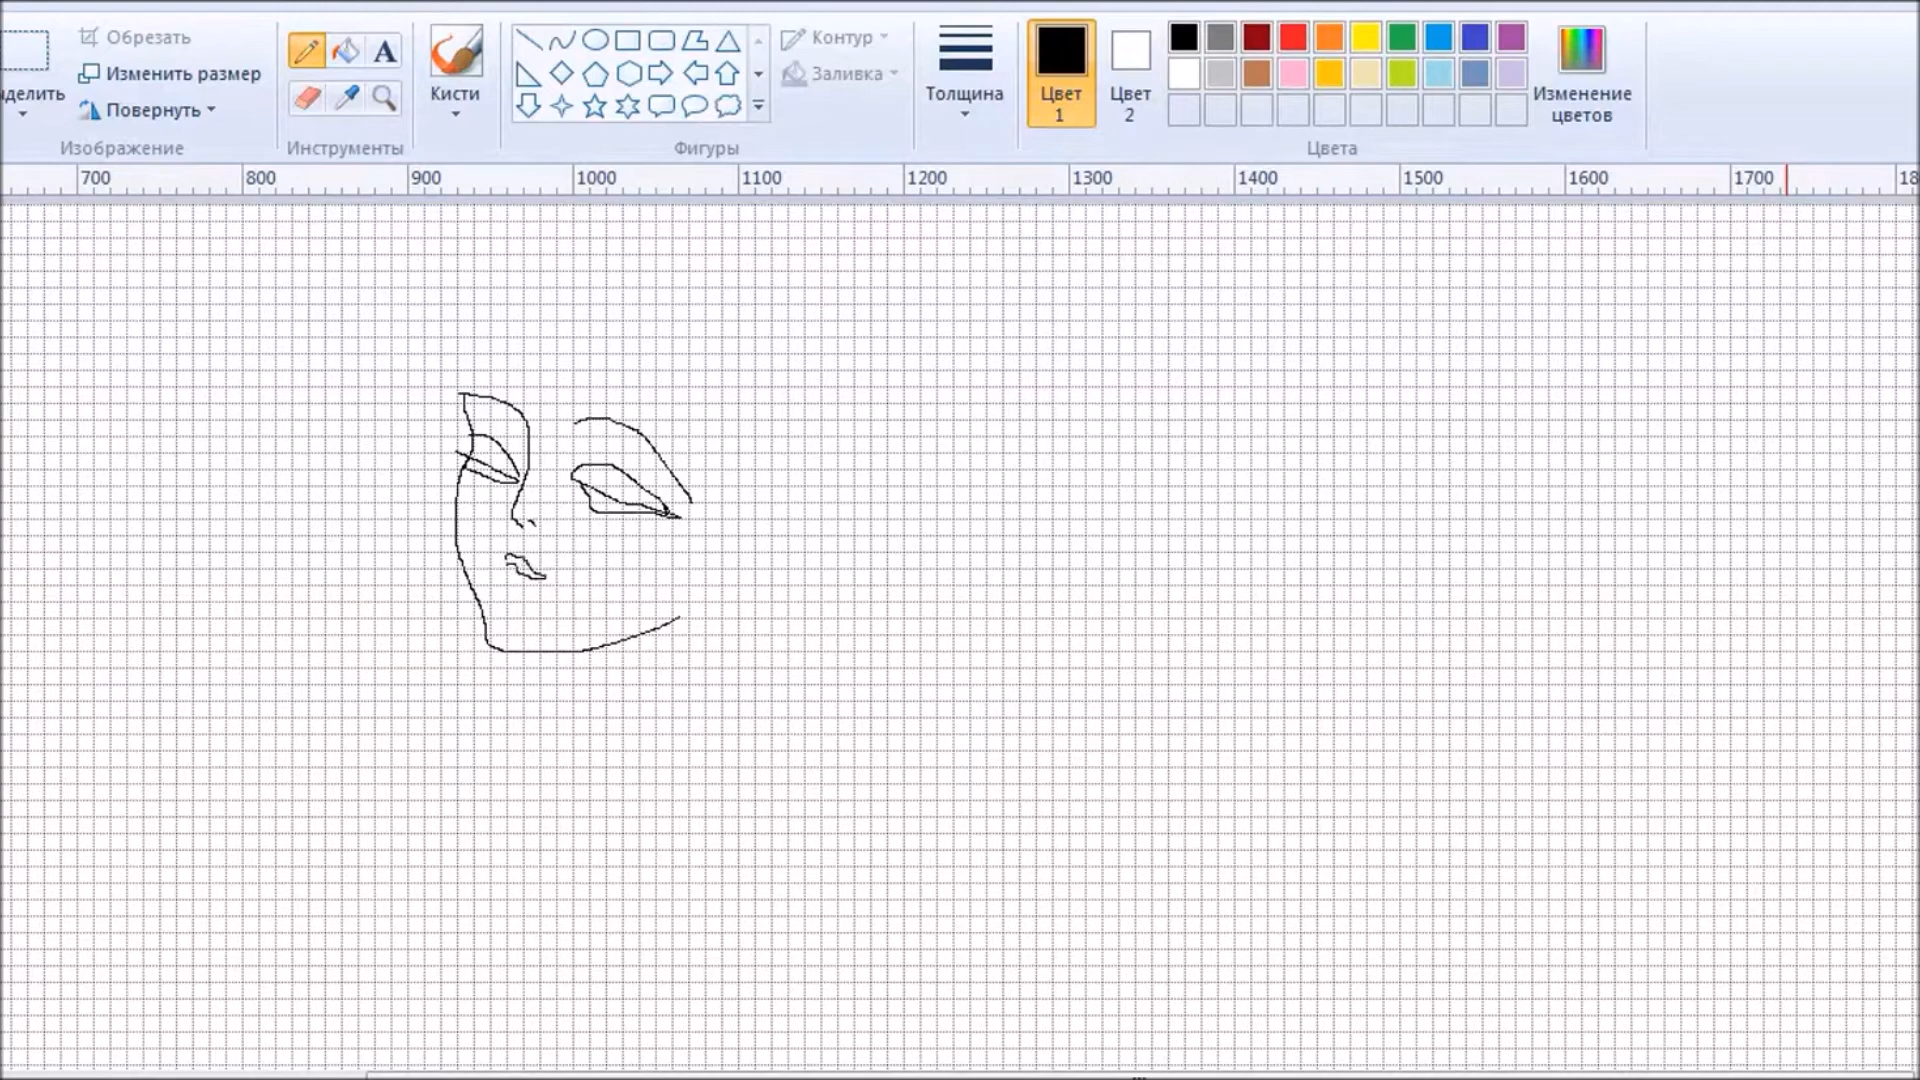 Обрезать
Изменить размер
делить
Повернуть
Изображение
A
Инструменты
Кисти
Фигуры
Контур
Заливка
Толщина
Цвет
1
Цвет
2
Изменение
цветов
Цвета
700 800 900 1000 1100 1200 1300 1400 1500 1600 1700 18